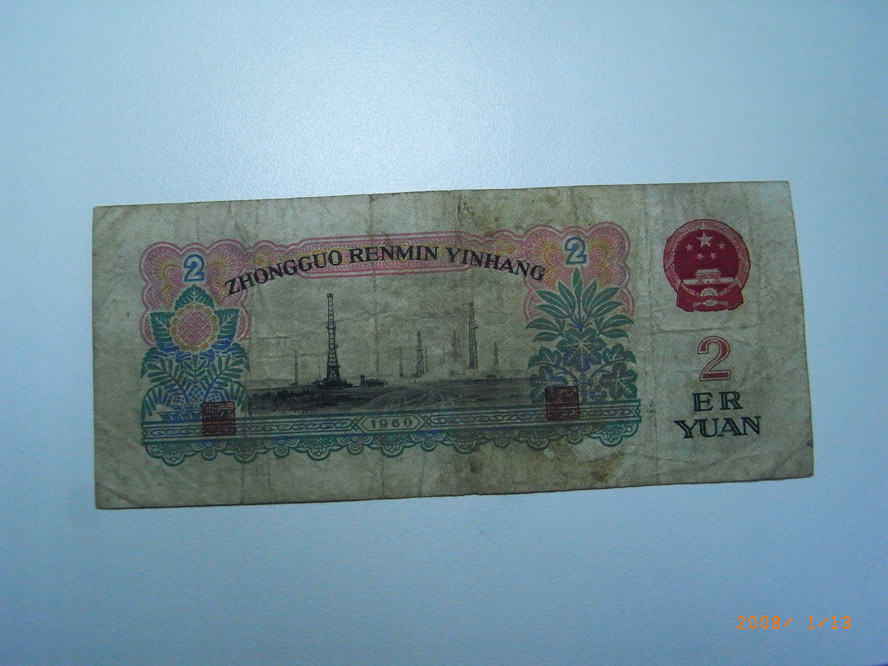 2
ZHONGGUO RENMIN YINHANG
2
2
ER
YUAN
1960
2008/ 1/13